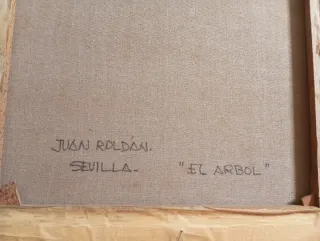 JUAN ROLDÁN.
SEVILLA.- "EL ARBOL"